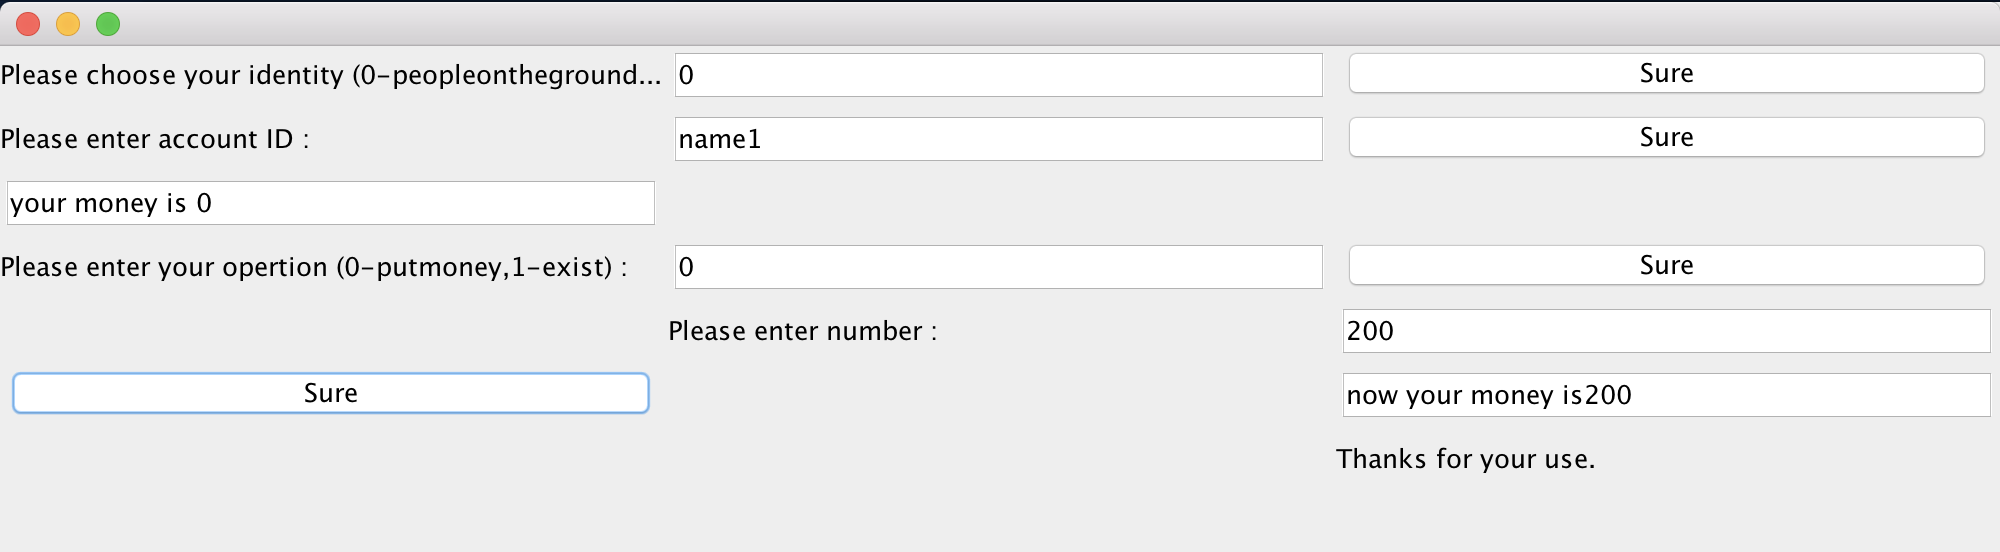 Please choose your identity (0-peopleontheground... 0 Sure
Please enter account ID : name1 Sure
your money is 0
Please enter your opertion (0-putmoney,1-exist) : 0 Sure
Please enter number : 200
Sure now your money is200
Thanks for your use.